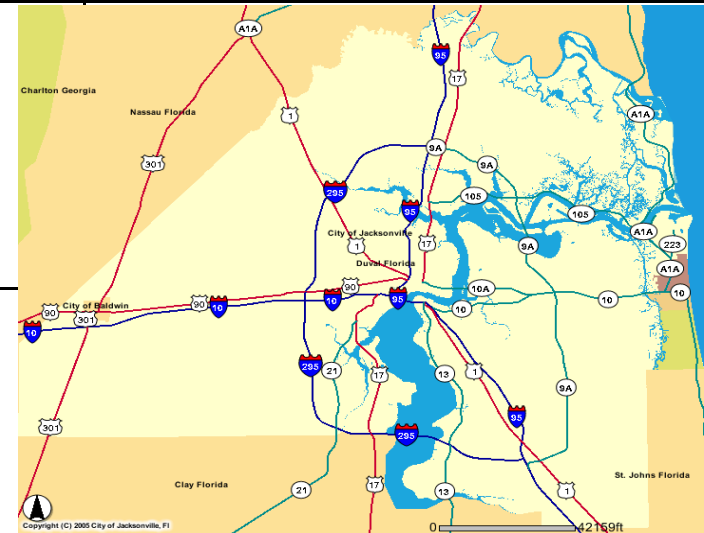 A1A
95
17
Charlton Georgia
Nassau Florida
1
A1A
9A
301
9A
295
105
95
105
City of Jacksonville
A1A
223
1
17
9A
Duval Florida
A1A
90
10A
10
90
10
10
95
10
10
City of Baldwin
90
301
10
295
21
17
13
1
9A
95
301
295
Clay Florida
St. Johns Florida
21
17
13
1
Copyright (C) 2005 City of Jacksonville, Fl
0
42159ft